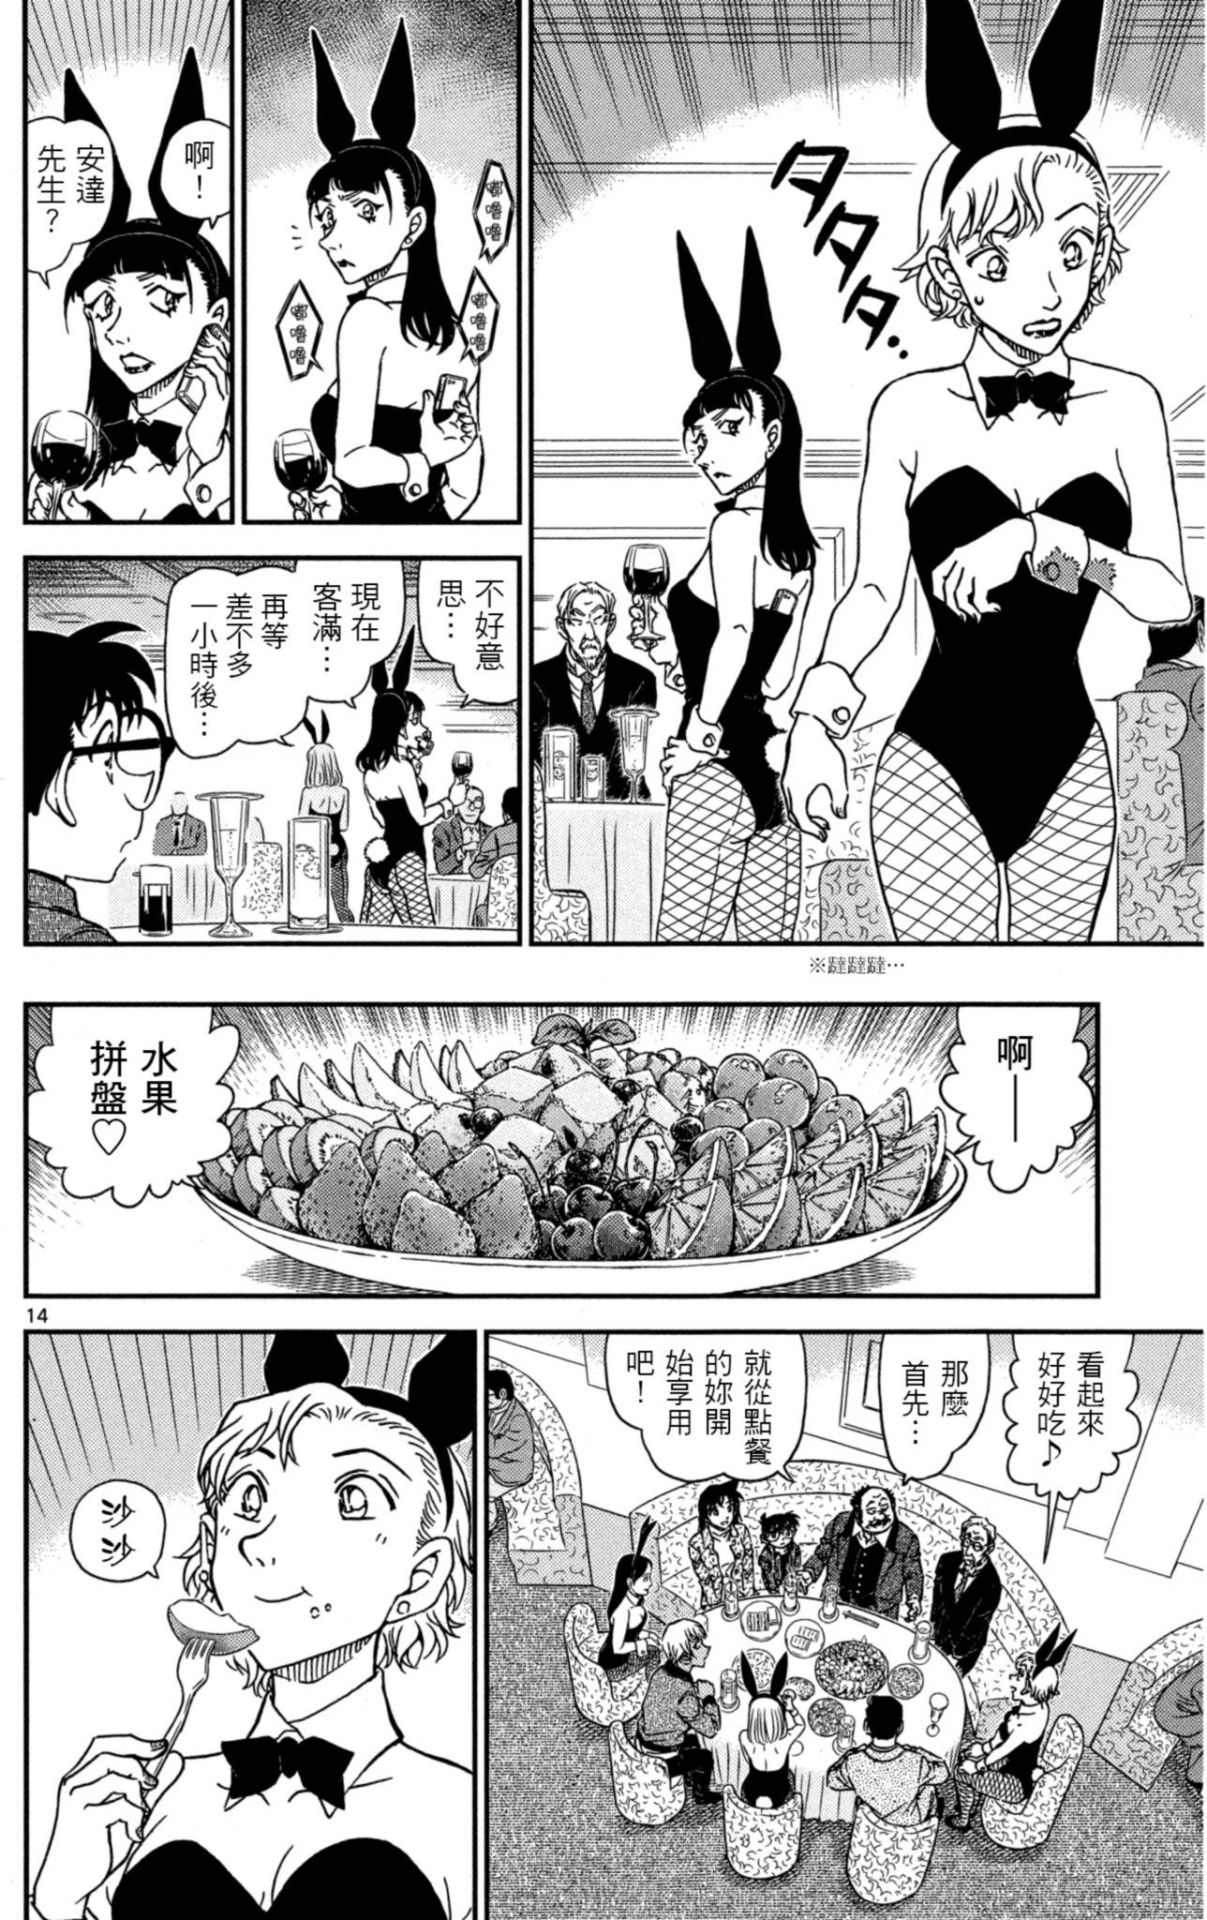 タタタタ..
※躂躂躂…
嘟嚕嚕
嘟嚕嚕
嘟嚕嚕
啊！
安達
先生？
不好意
思…
現在
客滿…
再等
差不多
一小時後…
啊——
水果
拼盤♡
14
看起來
好好吃♪
那麼
首先…
就從點餐
的妳開
始享用
吧！
沙
沙